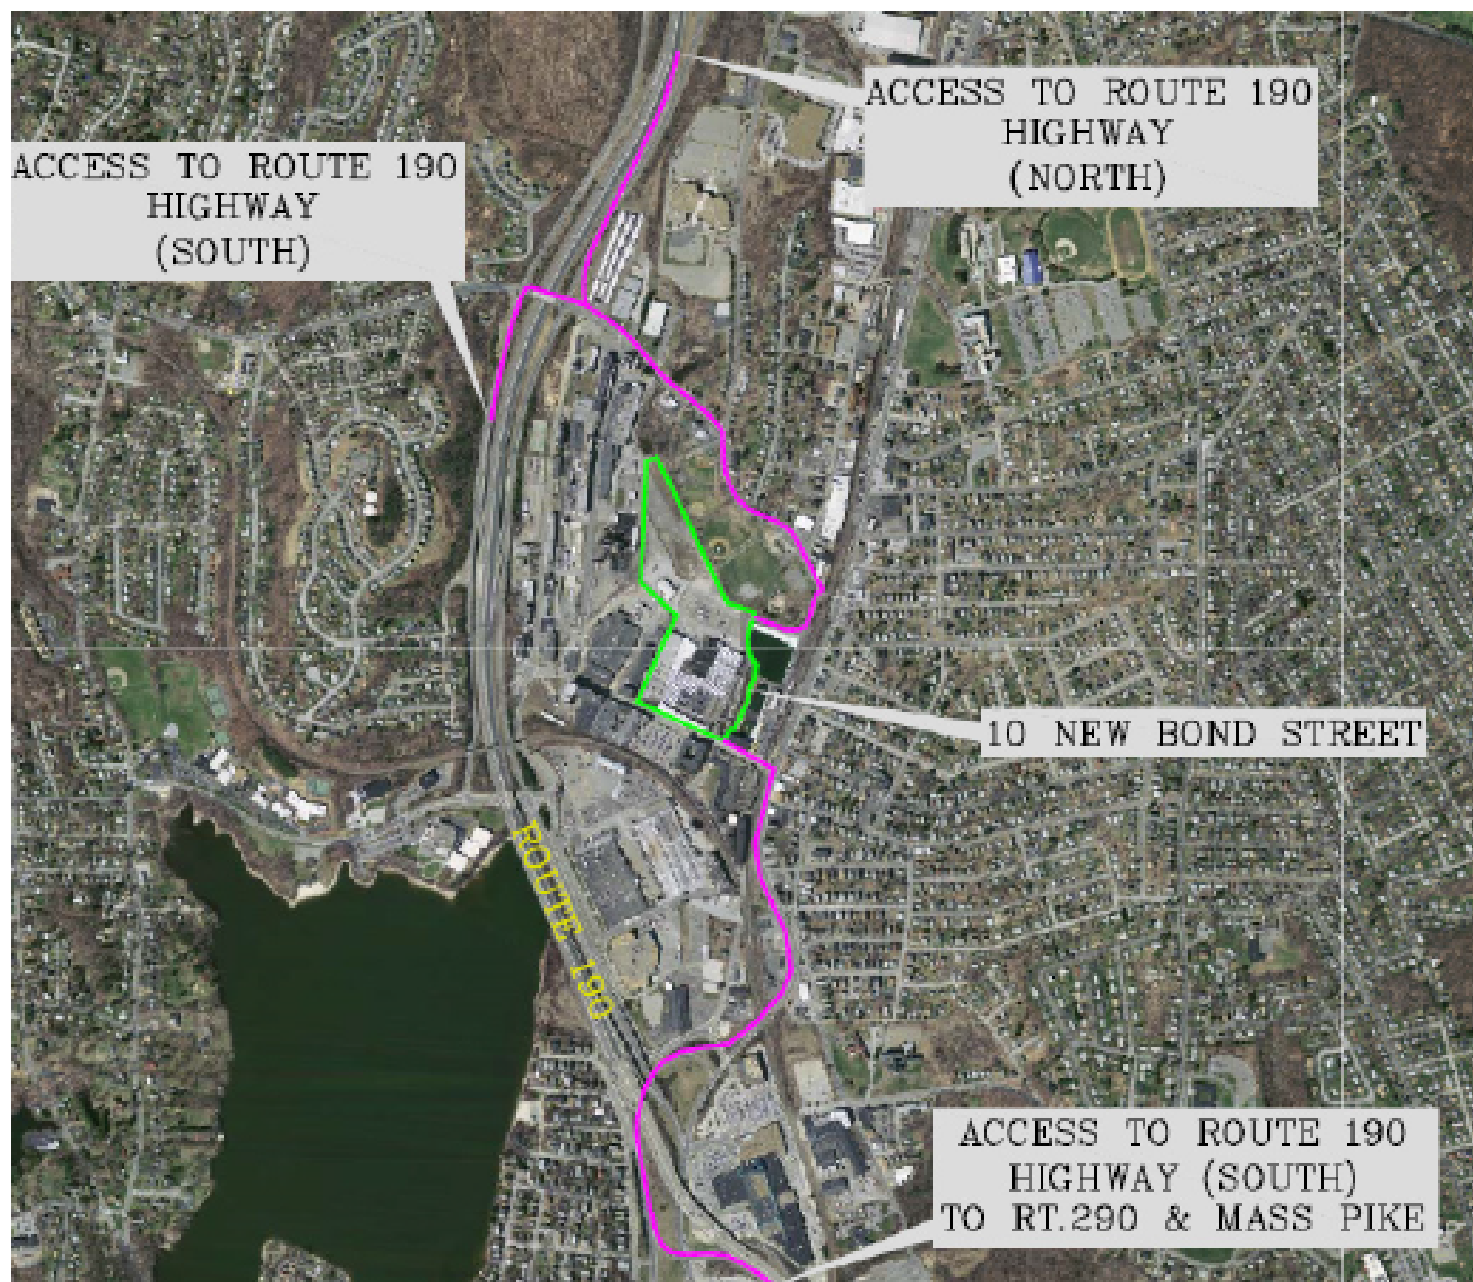 ACCESS TO ROUTE 190
HIGHWAY
(NORTH)
ACCESS TO ROUTE 190
HIGHWAY
(SOUTH)
10 NEW BOND STREET
ROUTE 190
ACCESS TO ROUTE 190
HIGHWAY (SOUTH)
TO RT.290 & MASS PIKE